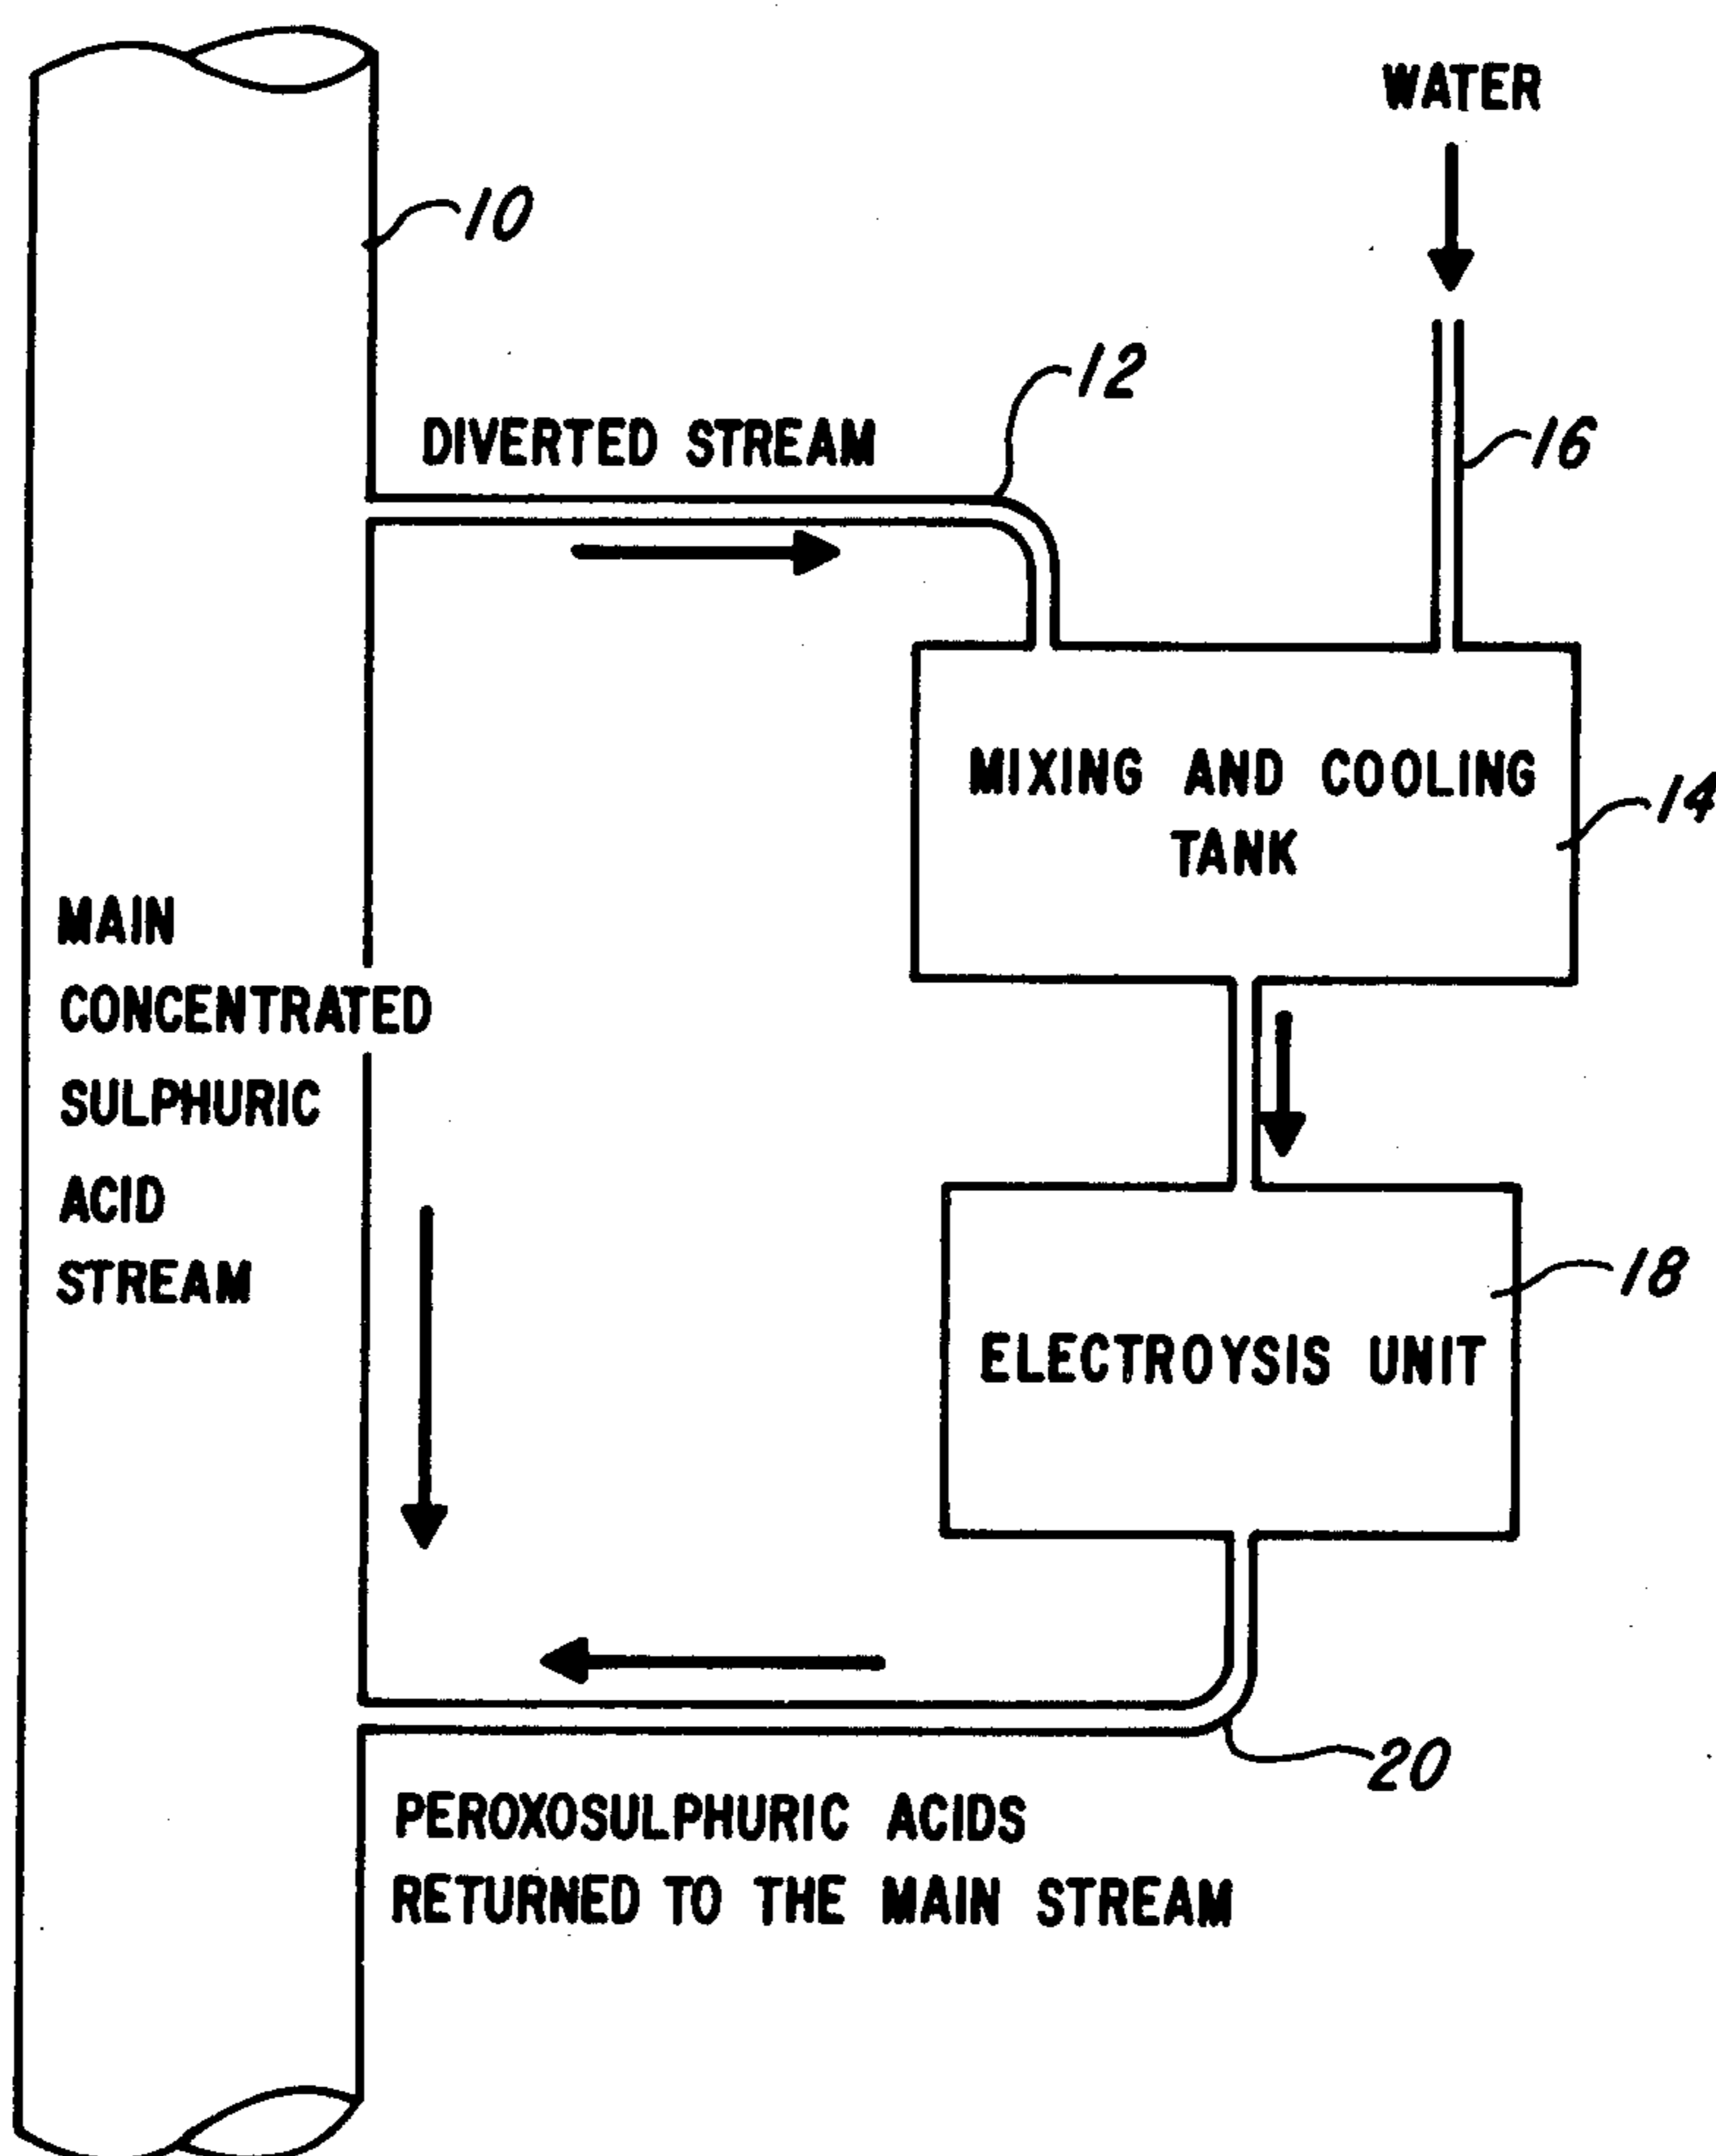 WATER
10
12
DIVERTED STREAM
16
MIXING AND COOLING
TANK
14
MAIN
CONCENTRATED
SULPHURIC
ACID
STREAM
18
ELECTROYSIS UNIT
20
PEROXOSULPHURIC ACIDS
RETURNED TO THE MAIN STREAM